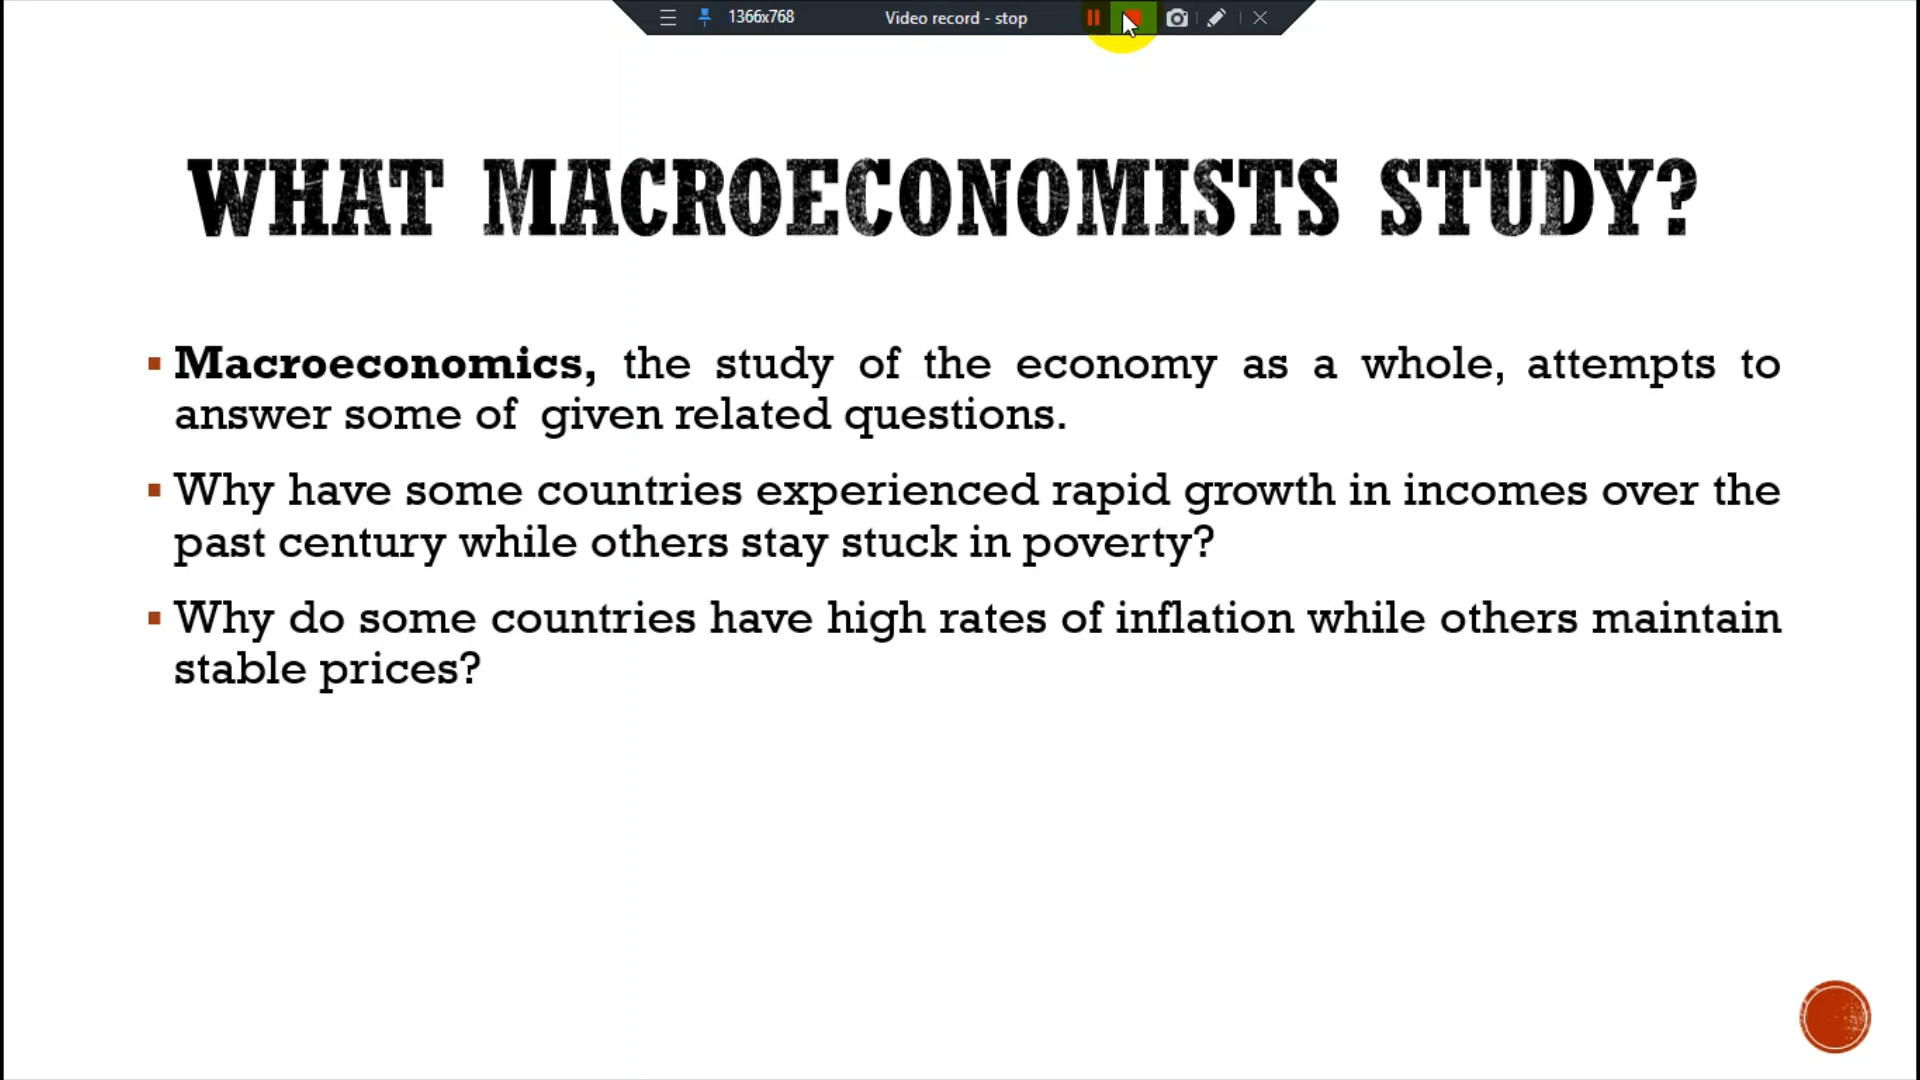 1366x768 Video record - stop
WHAT MACROECONOMISTS STUDY?
Macroeconomics, the study of the economy as a whole, attempts to
answer some of given related questions.
Why have some countries experienced rapid growth in incomes over the
past century while others stay stuck in poverty?
Why do some countries have high rates of inflation while others maintain
stable prices?